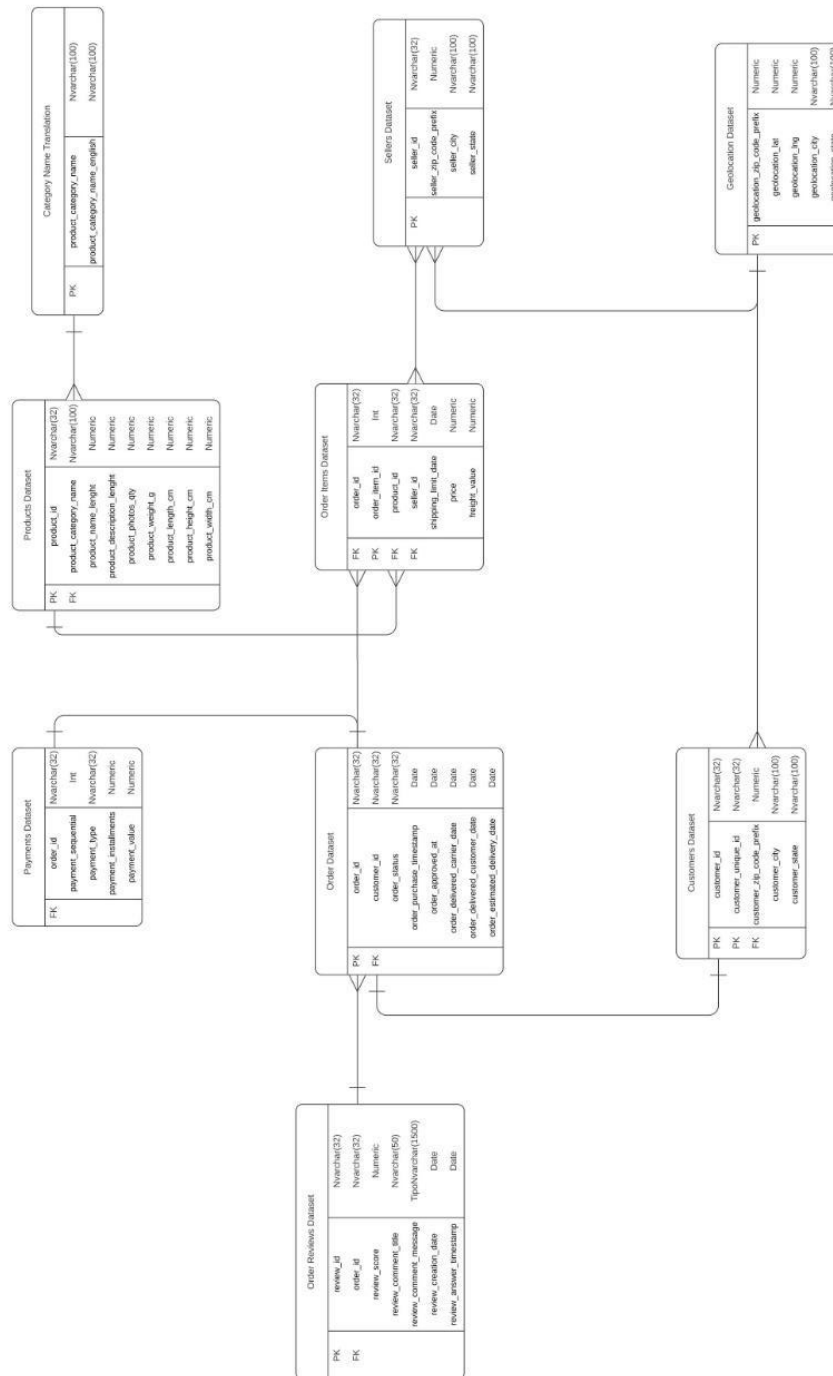 Payments Dataset
FK order_id Nvarchar(32)
payment_sequential Int
payment_type Nvarchar(32)
payment_installments Numeric
payment_value Numeric
Products Dataset
PK product_id Nvarchar(32)
FK product_category_name Nvarchar(100)
product_name_lenght Numeric
product_description_lenght Numeric
product_photos_qty Numeric
product_weight_g Numeric
product_length_cm Numeric
product_height_cm Numeric
product_width_cm Numeric
Category Name Translation
PK product_category_name Nvarchar(100)
product_category_name_english Nvarchar(100)
Order Reviews Dataset
PK review_id Nvarchar(32)
FK order_id Nvarchar(32)
review_score Numeric
review_comment_title Nvarchar(50)
review_comment_message TipoNvarchar(1500)
review_creation_date Date
review_answer_timestamp Date
Order Dataset
PK order_id Nvarchar(32)
FK customer_id Nvarchar(32)
order_status Nvarchar(32)
order_purchase_timestamp Date
order_approved_at Date
order_delivered_carrier_date Date
order_delivered_customer_date Date
order_estimated_delivery_date Date
Order Items Dataset
FK order_id Nvarchar(32)
PK order_item_id Int
FK product_id Nvarchar(32)
FK seller_id Nvarchar(32)
shipping_limit_date Date
price Numeric
freight_value Numeric
Sellers Dataset
PK seller_id Nvarchar(32)
seller_zip_code_prefix Numeric
seller_city Nvarchar(100)
seller_state Nvarchar(100)
Customers Dataset
PK customer_id Nvarchar(32)
PK customer_unique_id Nvarchar(32)
FK customer_zip_code_prefix Numeric
customer_city Nvarchar(100)
customer_state Nvarchar(100)
Geolocation Dataset
PK geolocation_zip_code_prefix Numeric
geolocation_lat Numeric
geolocation_lng Numeric
geolocation_city Nvarchar(100)